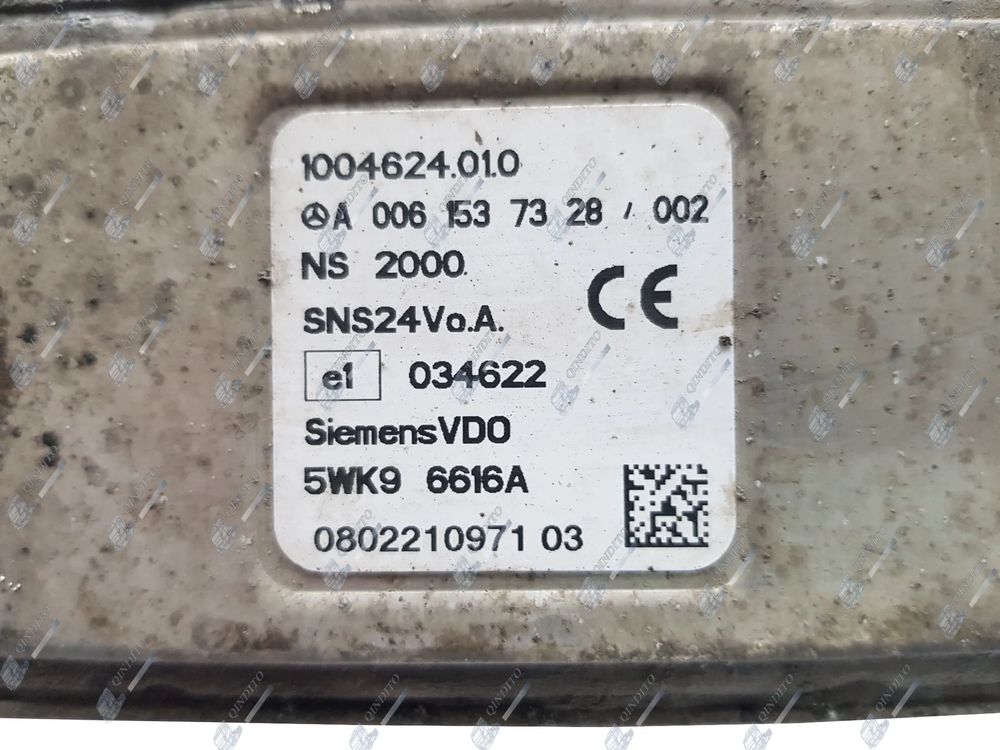 1004624.01.0
A 006 153 73 28 / 002
NS 2000
SNS24Vo.A.
CE
e1 034622
SiemensVDO
5WK9 6616A
0802210971 03
QINDITO